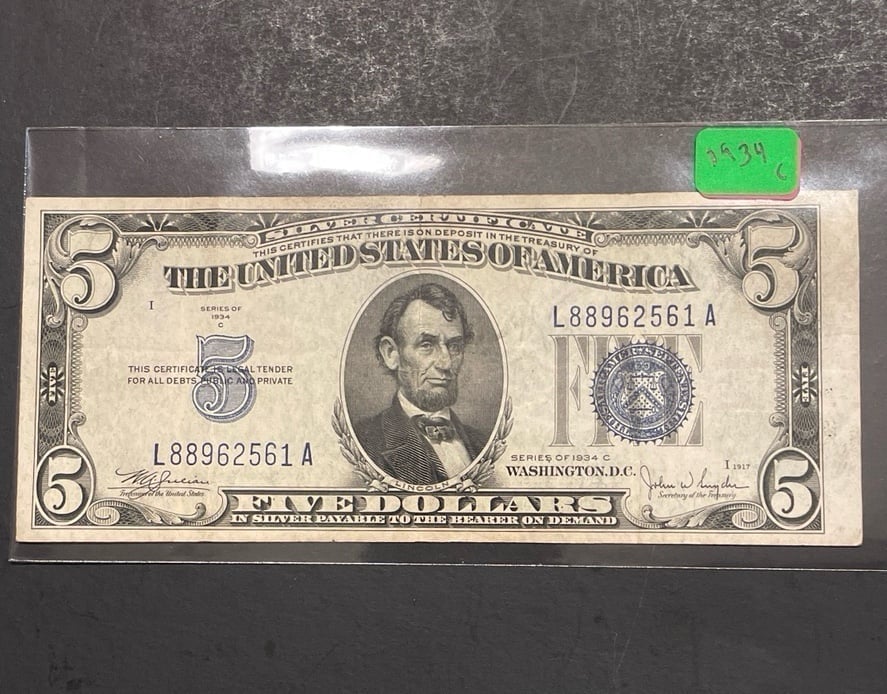 1934
C
5
5
SILVER CERTIFICATE
THIS CERTIFIES THAT THERE IS ON DEPOSIT IN THE TREASURY OF
THE UNITED STATES OF AMERICA
I
SERIES OF
1934
C
L88962561 A
5
FIVE
THIS CERTIFICATE IS LEGAL TENDER
FOR ALL DEBTS PUBLIC AND PRIVATE
FIVE
FIVE
L88962561 A
SERIES OF 1934 C
WASHINGTON, D.C.
I 1917
LINCOLN
John W Snyder
Treasurer of the United States
Secretary of the Treasury
5
5
FIVE DOLLARS
IN SILVER PAYABLE TO THE BEARER ON DEMAND